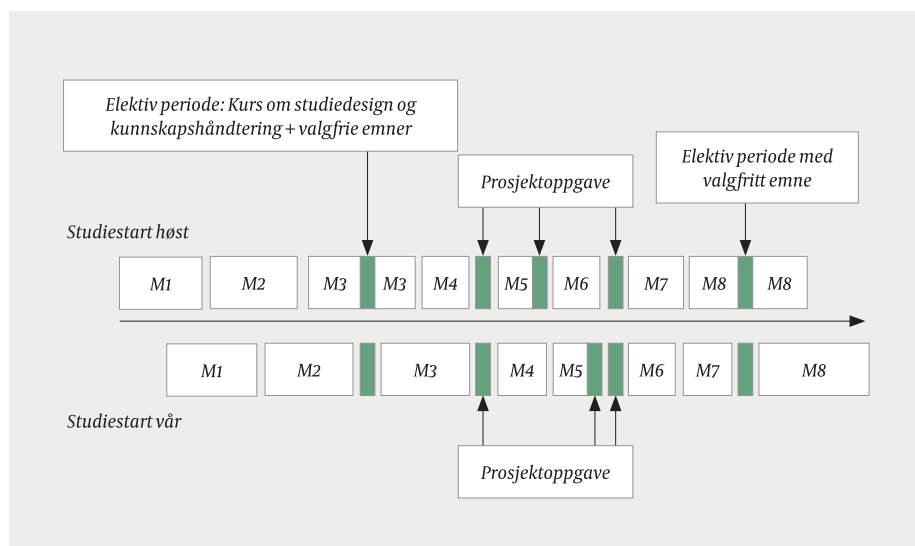 Elektiv periode: Kurs om studiedesign og
kunnskapshåndtering + valgfrie emner
Prosjektoppgave
Elektiv periode med
valgfritt emne
Studiestart høst
M1 M2 M3 M3 M4 M5 M6 M7 M8 M8
M1 M2 M3 M4 M5 M6 M7 M8
Studiestart vår
Prosjektoppgave